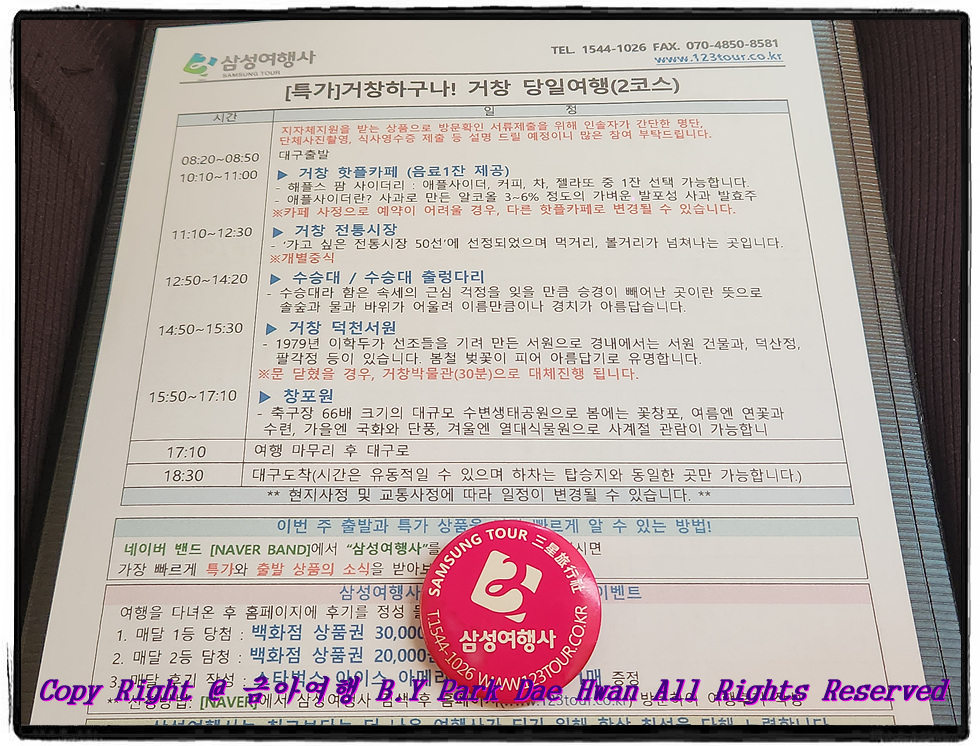 삼성여행사
SAMSUNG TOUR
TEL. 1544-1026 FAX. 070-4850-8581
www.123tour.co.kr
[특가]거창하구나! 거창 당일여행(2코스)
시간 일 정
지자체지원을 받는 상품으로 방문확인 서류제출을 위해 인솔자가 간단한 명단,
단체사진촬영, 식사영수증 제출 등 설명 드릴 예정이니 많은 참여 부탁드립니다.
08:20~08:50 대구출발
10:10~11:00 ▶ 거창 핫플카페 (음료1잔 제공)
- 해플스 팜 사이더리 : 애플사이더, 커피, 차, 젤라또 중 1잔 선택 가능합니다.
- 애플사이더란? 사과로 만든 알코올 3~6% 정도의 가벼운 발포성 사과 발효주
※카페 사정으로 예약이 어려울 경우, 다른 핫플카페로 변경될 수 있습니다.
11:10~12:30 ▶ 거창 전통시장
- '가고 싶은 전통시장 50선'에 선정되었으며 먹거리, 볼거리가 넘쳐나는 곳입니다.
※개별중식
12:50~14:20 ▶ 수승대 / 수승대 출렁다리
- 수승대라 함은 속세의 근심 걱정을 잊을 만큼 승경이 빼어난 곳이란 뜻으로
솔숲과 물과 바위가 어울려 이름만큼이나 경치가 아름답습니다.
14:50~15:30 ▶ 거창 덕천서원
- 1979년 이학두가 선조들을 기려 만든 서원으로 경내에서는 서원 건물과, 덕산정,
팔각정 등이 있습니다. 봄철 벚꽃이 피어 아름답기로 유명합니다.
※문 닫혔을 경우, 거창박물관(30분)으로 대체진행 됩니다.
15:50~17:10 ▶ 창포원
- 축구장 66배 크기의 대규모 수변생태공원으로 봄에는 꽃창포, 여름엔 연꽃과
수련, 가을엔 국화와 단풍, 겨울엔 열대식물원으로 사계절 관람이 가능합니
17:10 여행 마무리 후 대구로
18:30 대구도착(시간은 유동적일 수 있으며 하차는 탑승지와 동일한 곳만 가능합니다.)
** 현지사정 및 교통사정에 따라 일정이 변경될 수 있습니다. **
이번 주 출발과 특가 상품을 빠르게 알 수 있는 방법!
네이버 밴드 [NAVER BAND]에서 "삼성여행사"를 시면
가장 빠르게 특가와 출발 상품의 소식을 받아보
삼성여행사 이벤트
여행을 다녀온 후 홈페이지에 후기를 정성
1. 매달 1등 당첨 : 백화점 상품권 30,000
2. 매달 2등 담청 : 백화점 상품권 20,000
3. 매달 후기 작성 : 스타벅스 아이스 아메리 매 증정
SAMSUNG TOUR 三星旅行社
삼성여행사
T.1544-1026 WWW.123TOUR.CO.KR
Copy Right @ 금아여행 B.Y Park Dae Hwan All Rights Reserved